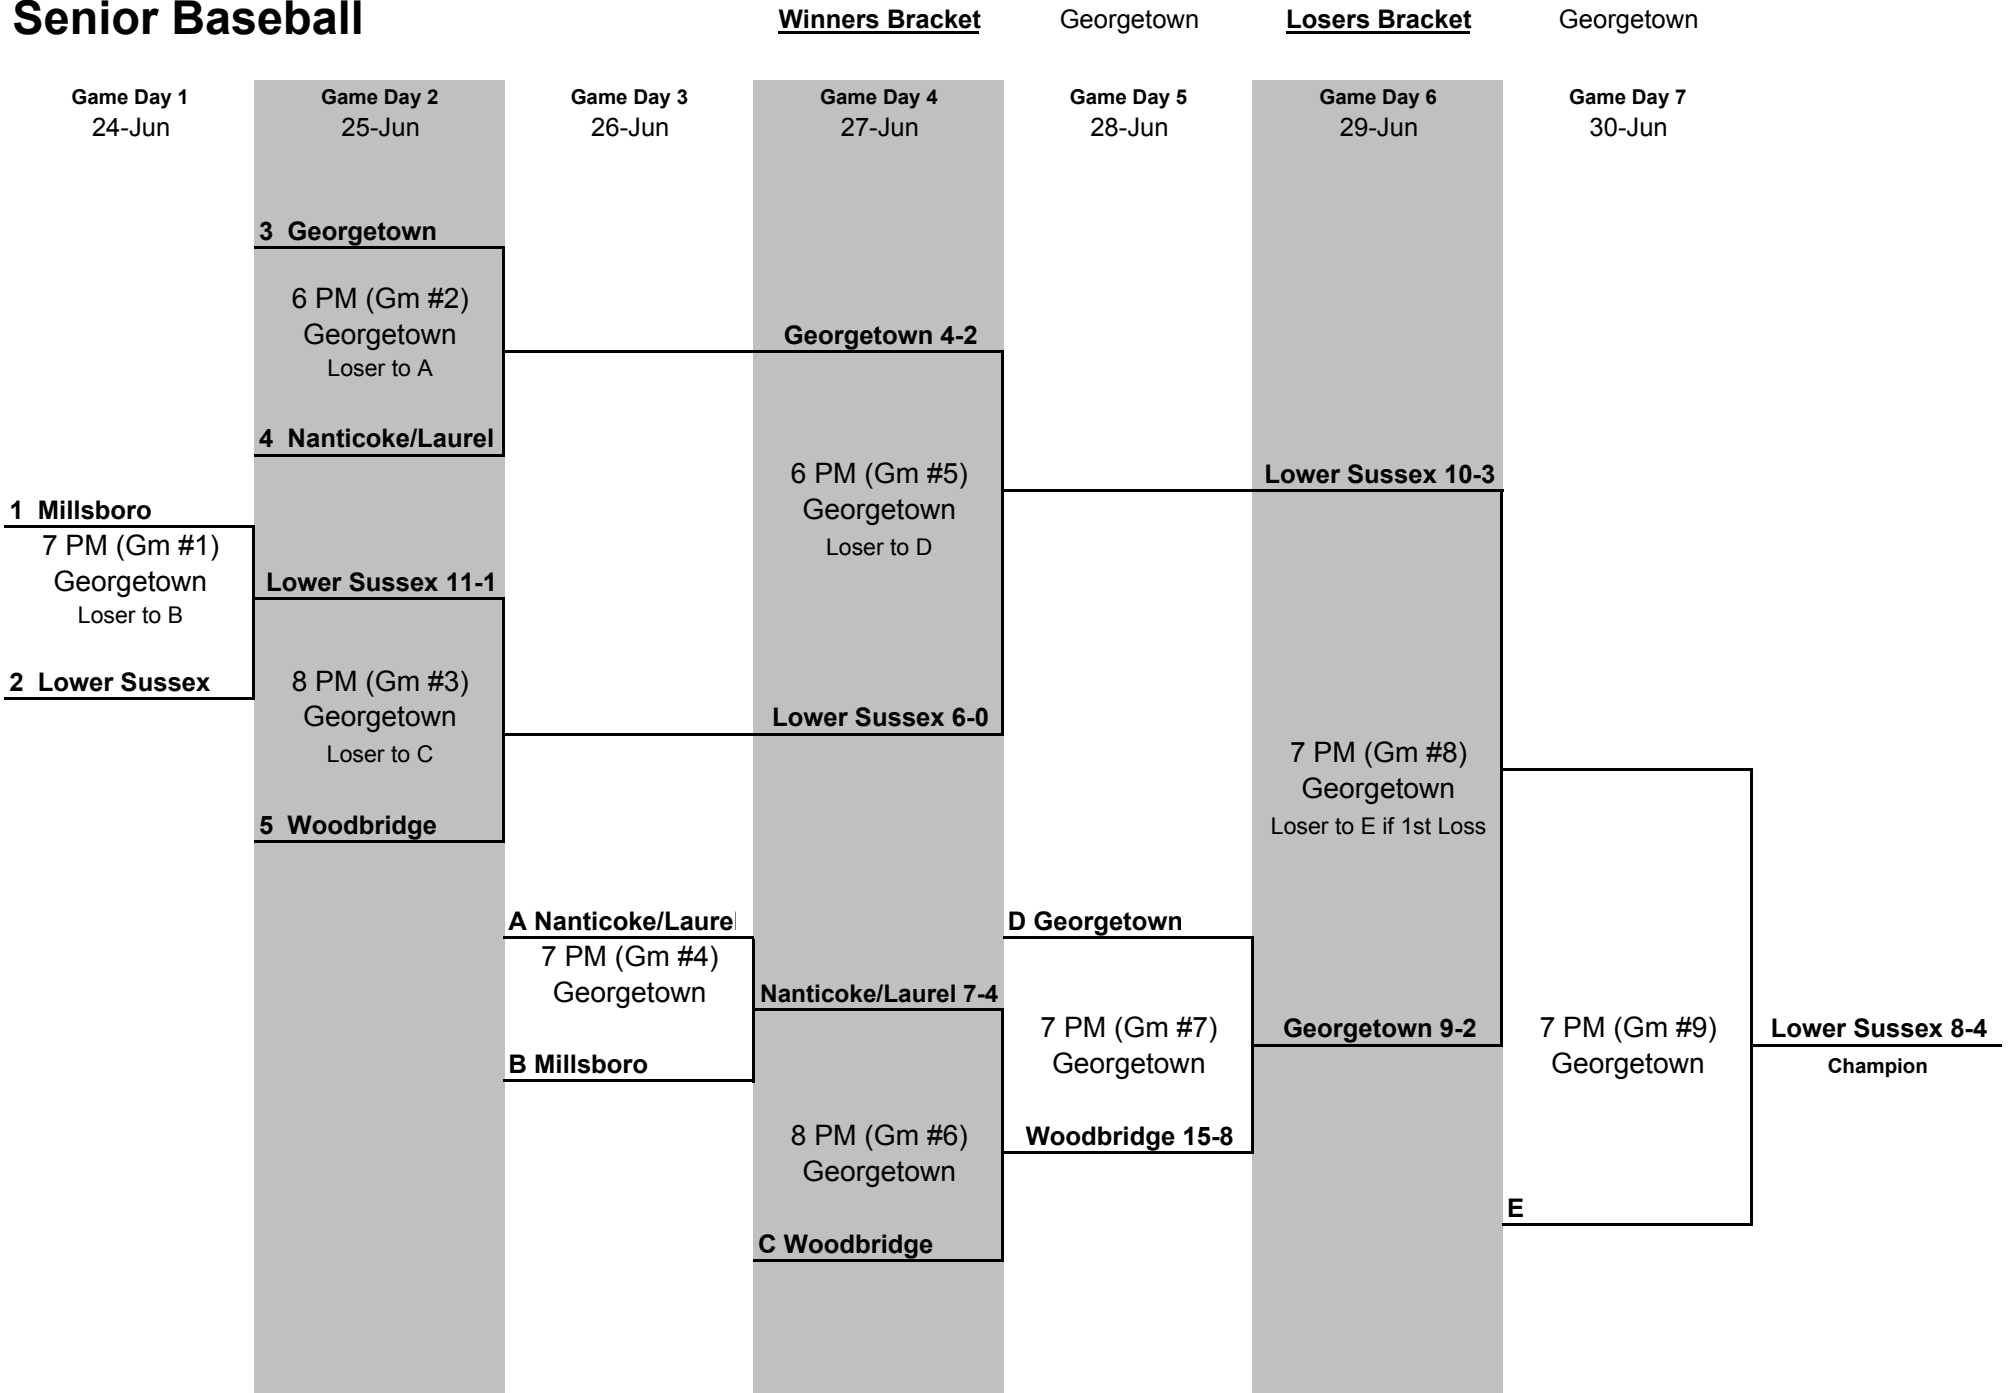 Senior Baseball
Winners Bracket
Georgetown
Losers Bracket
Georgetown
Game Day 1
24-Jun
Game Day 2
25-Jun
Game Day 3
26-Jun
Game Day 4
27-Jun
Game Day 5
28-Jun
Game Day 6
29-Jun
Game Day 7
30-Jun
1 Millsboro
7 PM (Gm #1)
Georgetown
Loser to B
2 Lower Sussex
3 Georgetown
6 PM (Gm #2)
Georgetown
Loser to A
4 Nanticoke/Laurel
Lower Sussex 11-1
8 PM (Gm #3)
Georgetown
Loser to C
5 Woodbridge
A Nanticoke/Laurel
7 PM (Gm #4)
Georgetown
B Millsboro
Georgetown 4-2
6 PM (Gm #5)
Georgetown
Loser to D
Lower Sussex 6-0
Nanticoke/Laurel 7-4
8 PM (Gm #6)
Georgetown
C Woodbridge
D Georgetown
7 PM (Gm #7)
Georgetown
Woodbridge 15-8
Lower Sussex 10-3
7 PM (Gm #8)
Georgetown
Loser to E if 1st Loss
Georgetown 9-2
7 PM (Gm #9)
Georgetown
E
Lower Sussex 8-4
Champion